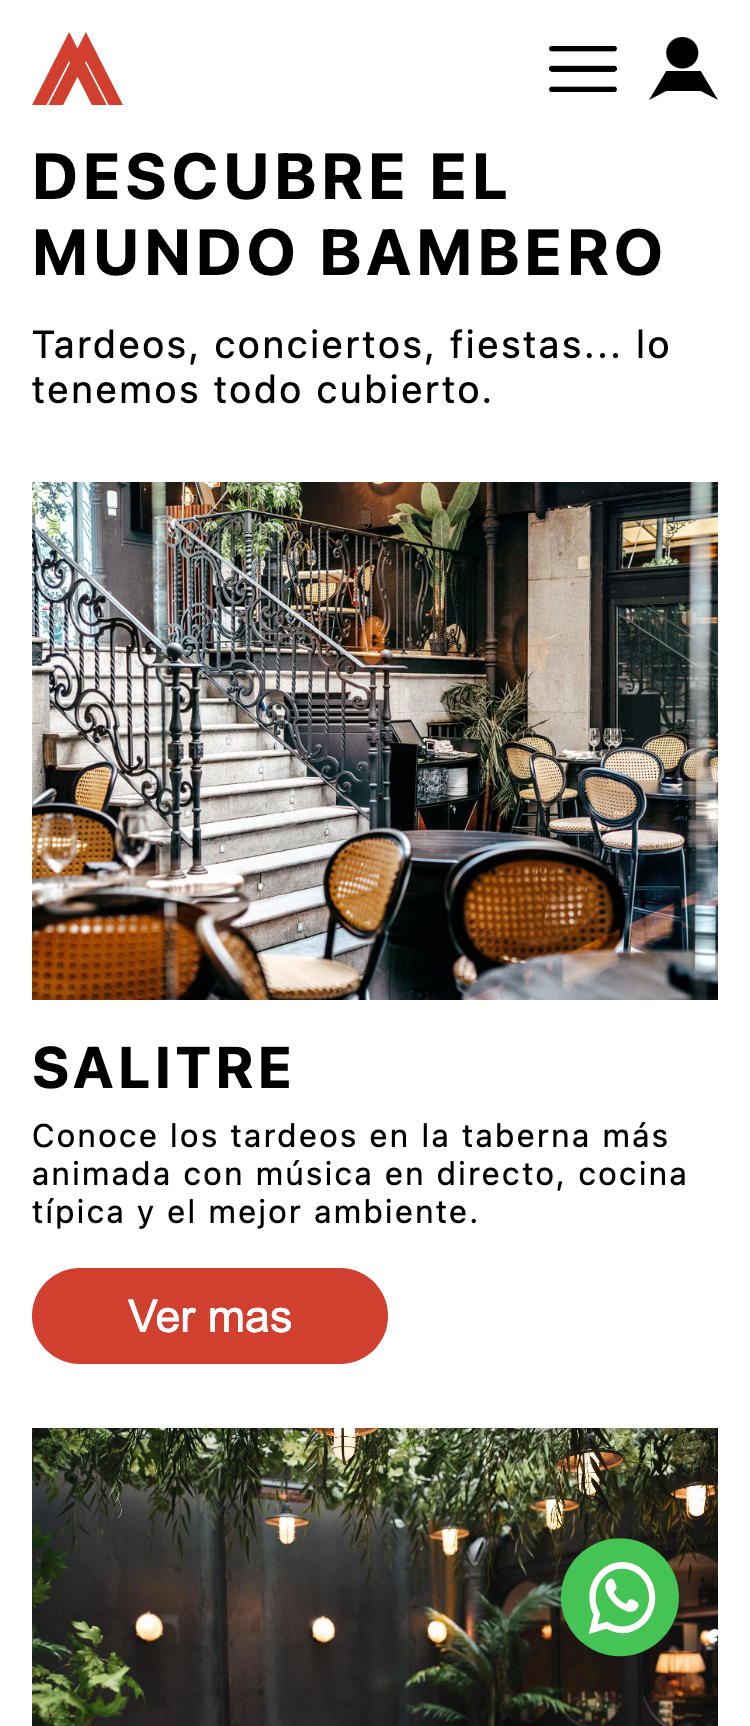 DESCUBRE EL
MUNDO BAMBERO
Tardeos, conciertos, fiestas... lo
tenemos todo cubierto.
SALITRE
Conoce los tardeos en la taberna más
animada con música en directo, cocina
típica y el mejor ambiente.
Ver mas